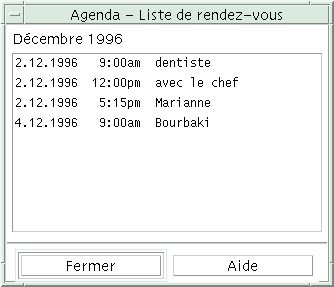 Agenda – Liste de rendez-vous
Décembre 1996
2.12.1996 9:00am dentiste
2.12.1996 12:00pm avec le chef
2.12.1996 5:15pm Marianne
4.12.1996 9:00am Bourbaki
Fermer Aide